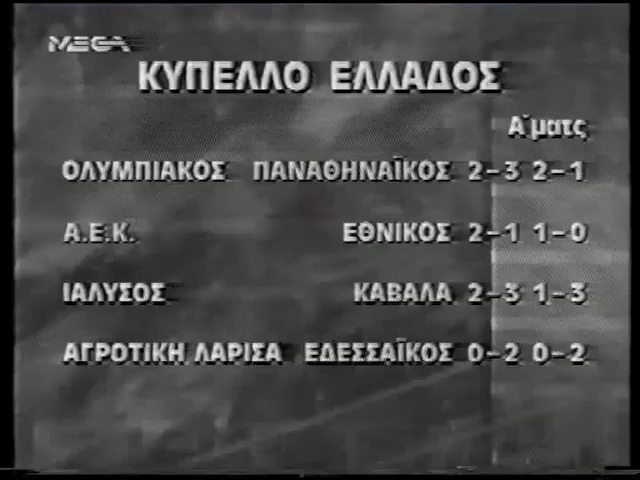 MEGA
ΚΥΠΕΛΛΟ ΕΛΛΑΔΟΣ
Α΄ματς
ΟΛΥΜΠΙΑΚΟΣ ΠΑΝΑΘΗΝΑΪΚΟΣ 2-3 2-1
Α.Ε.Κ. ΕΘΝΙΚΟΣ 2-1 1-0
ΙΑΛΥΣΟΣ ΚΑΒΑΛΑ 2-3 1-3
ΑΓΡΟΤΙΚΗ ΛΑΡΙΣΑ ΕΔΕΣΣΑΪΚΟΣ 0-2 0-2